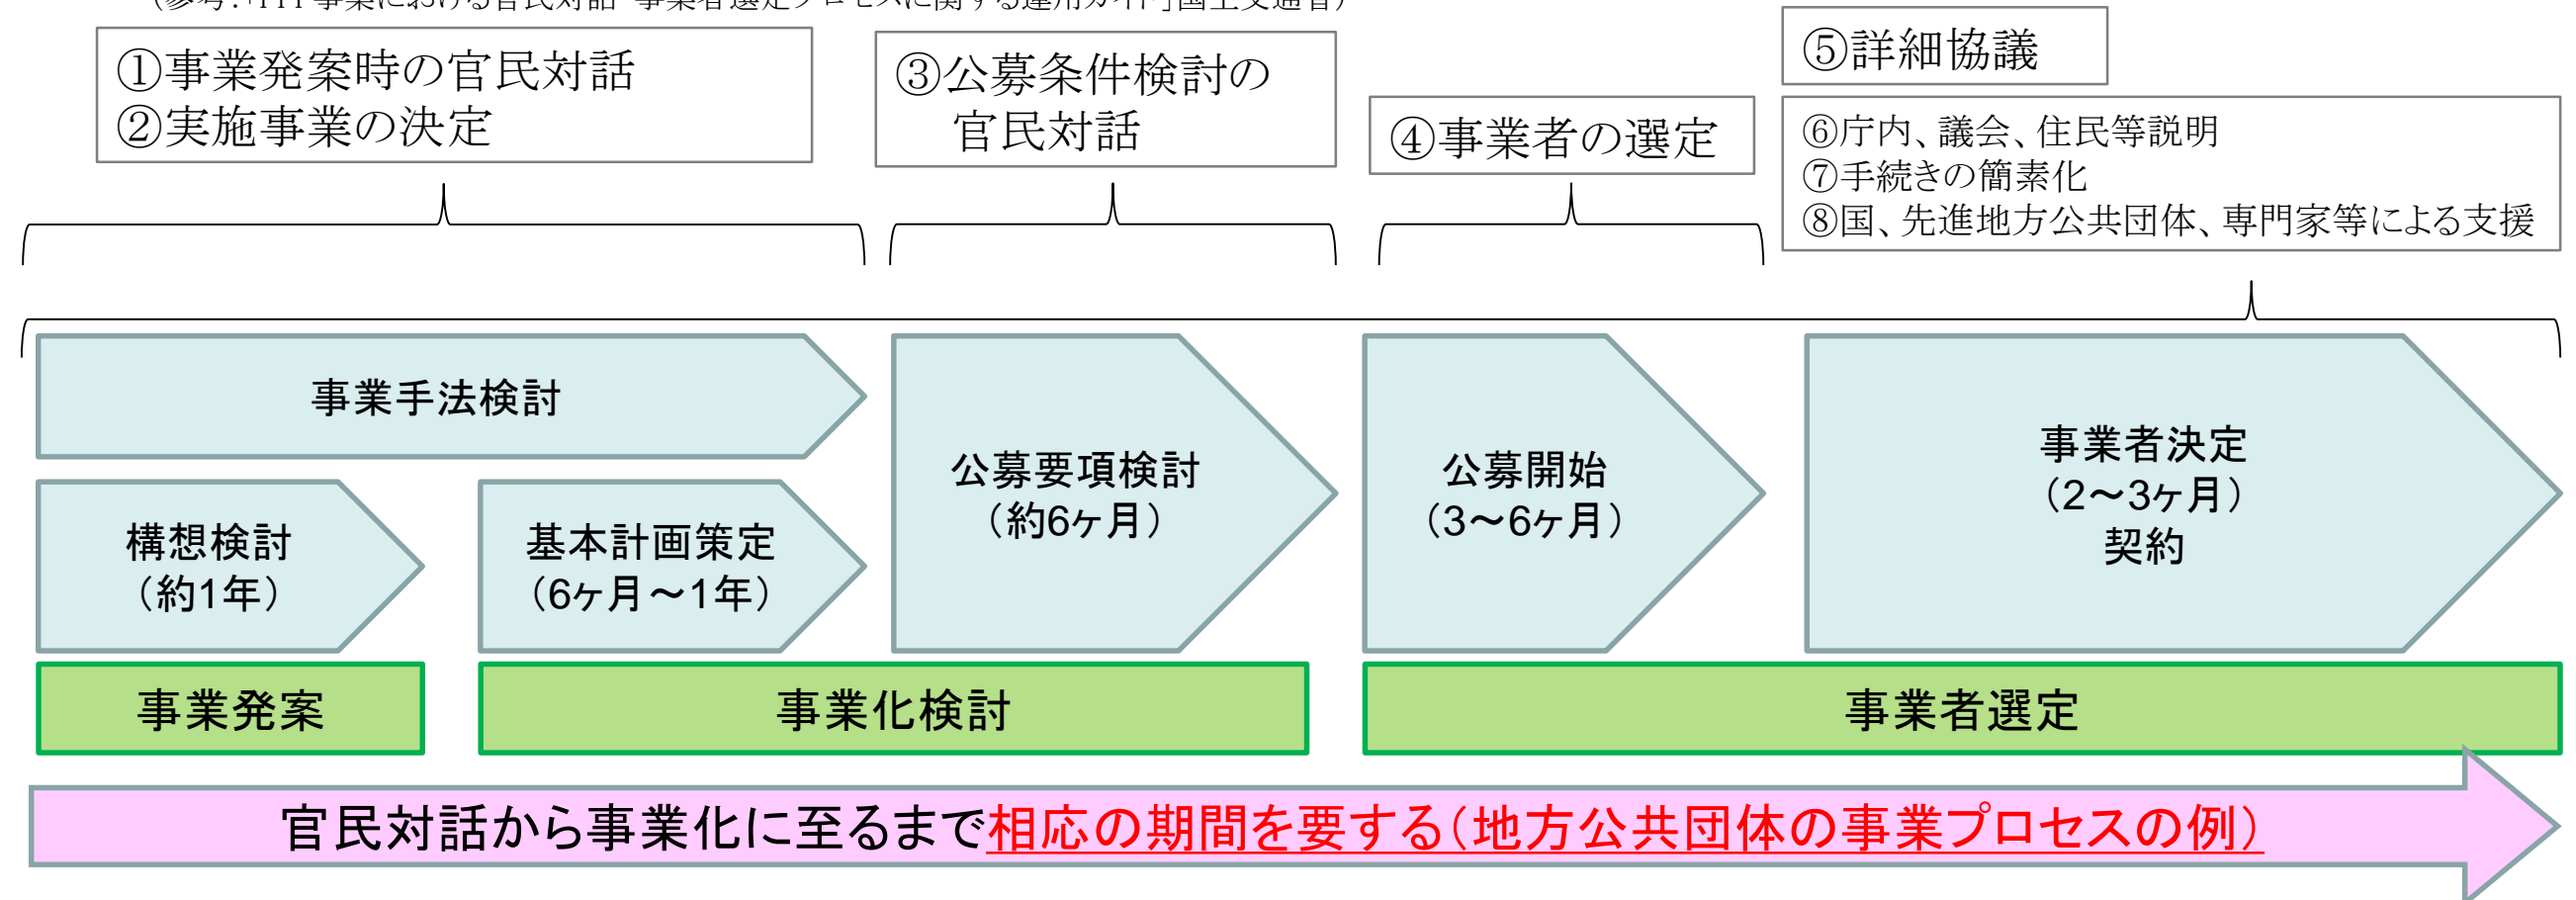 ①事業発案時の官民対話
②実施事業の決定
③公募条件検討の
官民対話
④事業者の選定
⑤詳細協議
⑥庁内、議会、住民等説明
⑦手続きの簡素化
⑧国、先進地方公共団体、専門家等による支援
事業手法検討
構想検討
（約1年）
基本計画策定
（6ヶ月～1年）
公募要項検討
（約6ヶ月）
公募開始
（3～6ヶ月）
事業者決定
（2～3ヶ月）
契約
事業発案
事業化検討
事業者選定
官民対話から事業化に至るまで相応の期間を要する（地方公共団体の事業プロセスの例）